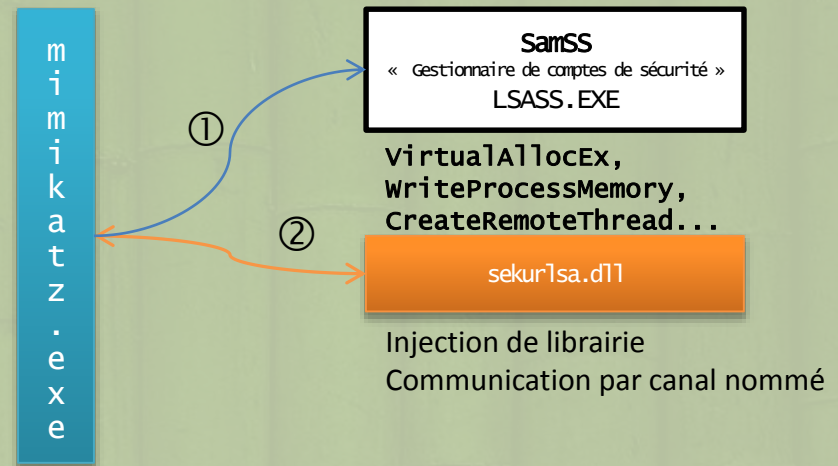 mimikatz.exe
SamSS
« Gestionnaire de comptes de sécurité »
LSASS.EXE
①
VirtualAllocEx,
WriteProcessMemory,
CreateRemoteThread...
②
sekurlsa.dll
Injection de librairie
Communication par canal nommé